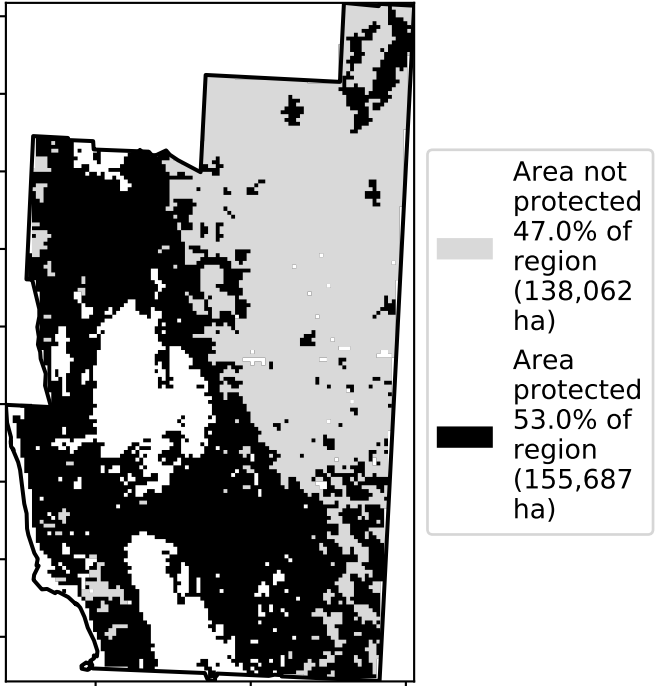 Area not
protected
47.0% of
region
(138,062
ha)
Area
protected
53.0% of
region
(155,687
ha)